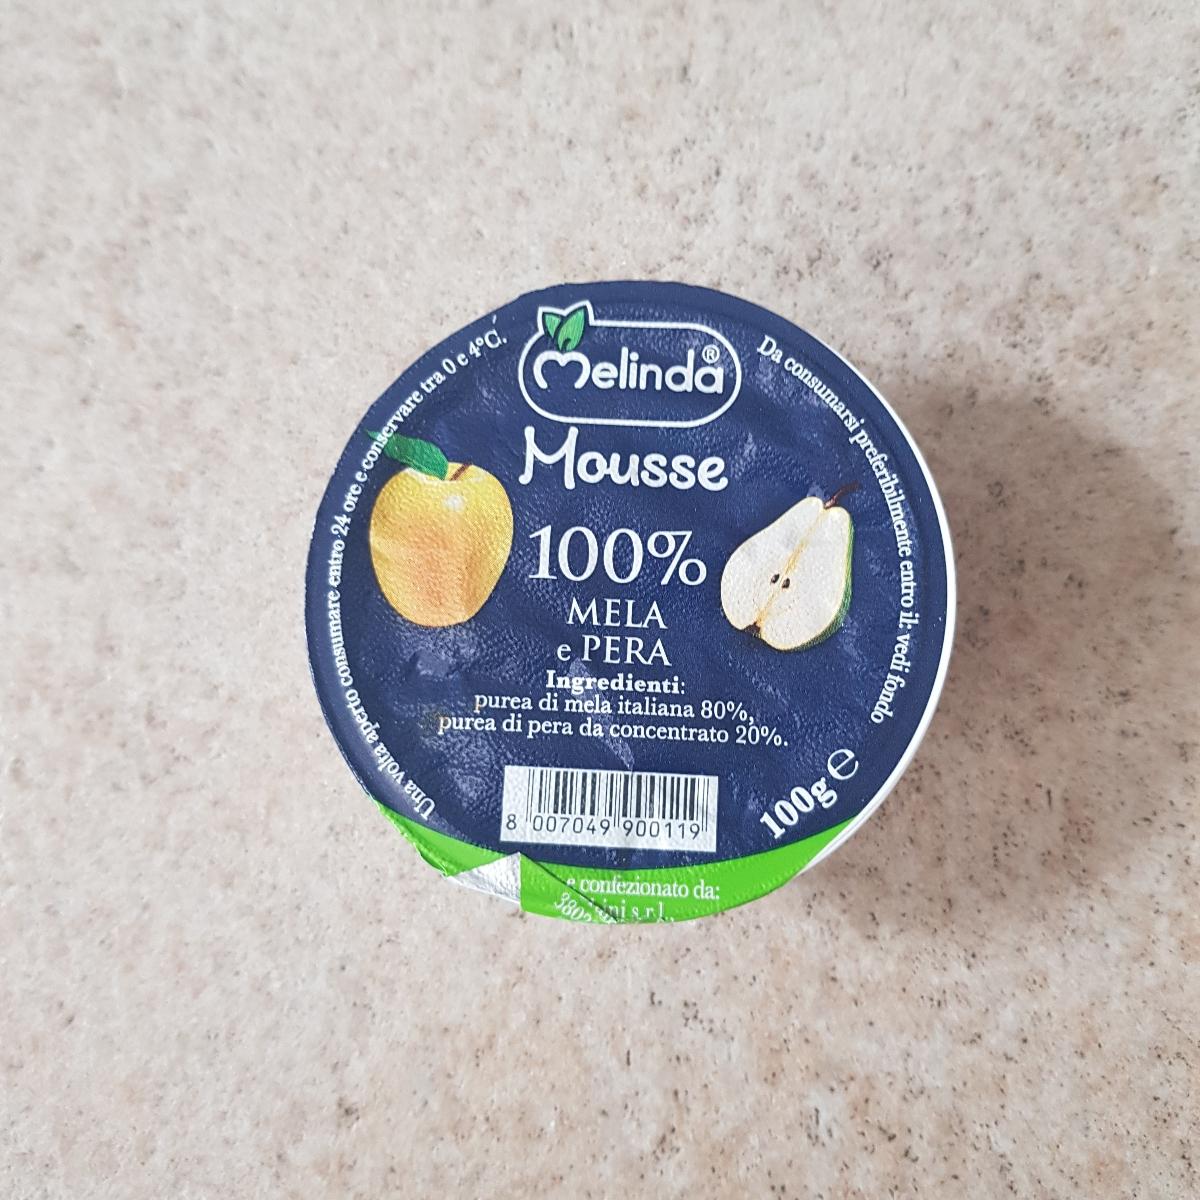 Melinda®
Mousse
100%
MELA
e PERA
Ingredienti:
purea di mela italiana 80%,
purea di pera da concentrato 20%.
8 007049 900119
100g e
Una volta aperto consumare entro 24 ore e conservare tra 0 e 4°C.
Da consumarsi preferibilmente entro il: vedi fondo
e confezionato da:
s.r.l.